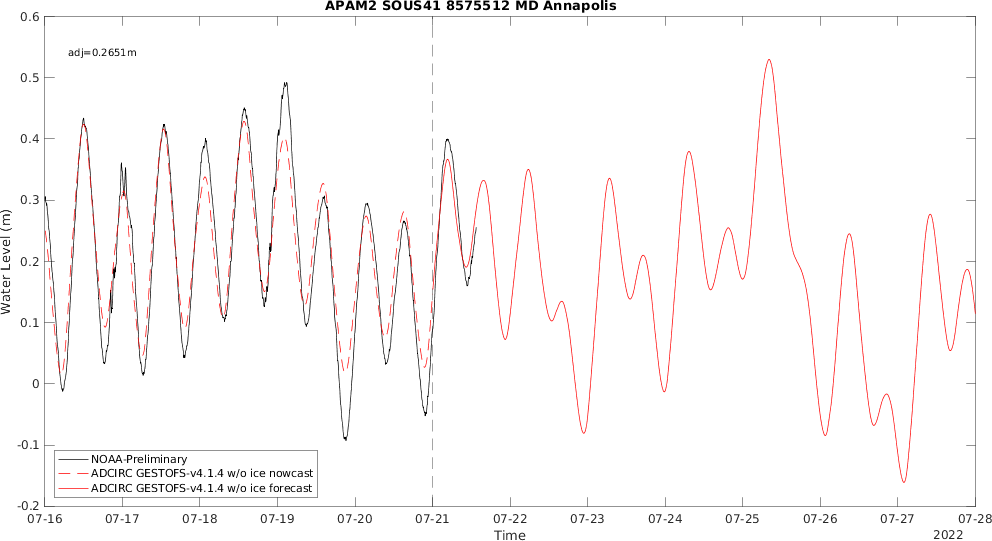 APAM2 SOUS41 8575512 MD Annapolis
adj=0.2651m
0.6
0.5
0.4
0.3
0.2
0.1
0
-0.1
-0.2
Water Level (m)
NOAA-Preliminary
ADCIRC GESTOFS-v4.1.4 w/o ice nowcast
ADCIRC GESTOFS-v4.1.4 w/o ice forecast
07-16 07-17 07-18 07-19 07-20 07-21 07-22 07-23 07-24 07-25 07-26 07-27 07-28
Time
2022